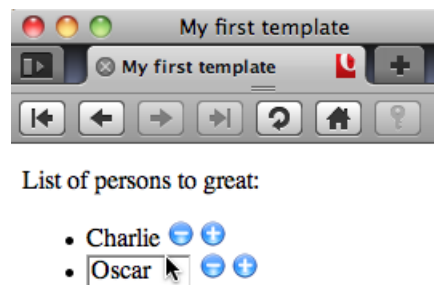 My first template
My first template
List of persons to great:
Charlie
Oscar